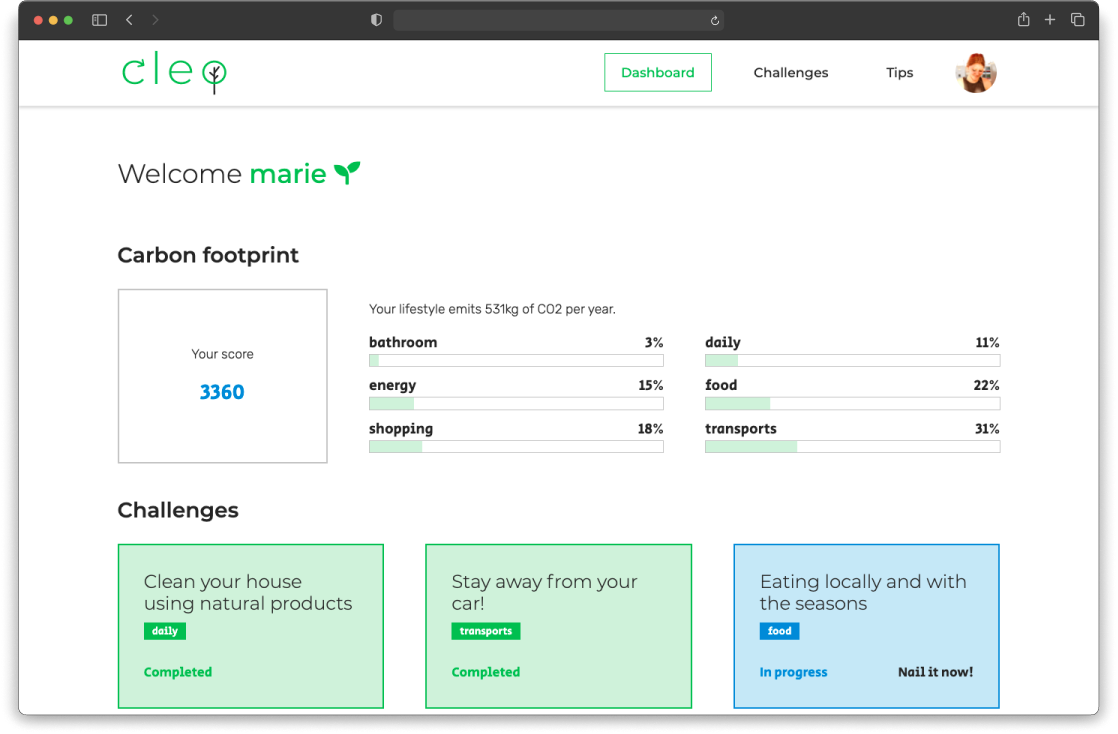 cleo
Dashboard
Challenges
Tips
Welcome marie
Carbon footprint
Your score
3360
Your lifestyle emits 531kg of CO2 per year.
bathroom 3%
daily 11%
energy 15%
food 22%
shopping 18%
transports 31%
Challenges
Clean your house
using natural products
daily
Completed
Stay away from your
car!
transports
Completed
Eating locally and with
the seasons
food
In progress
Nail it now!